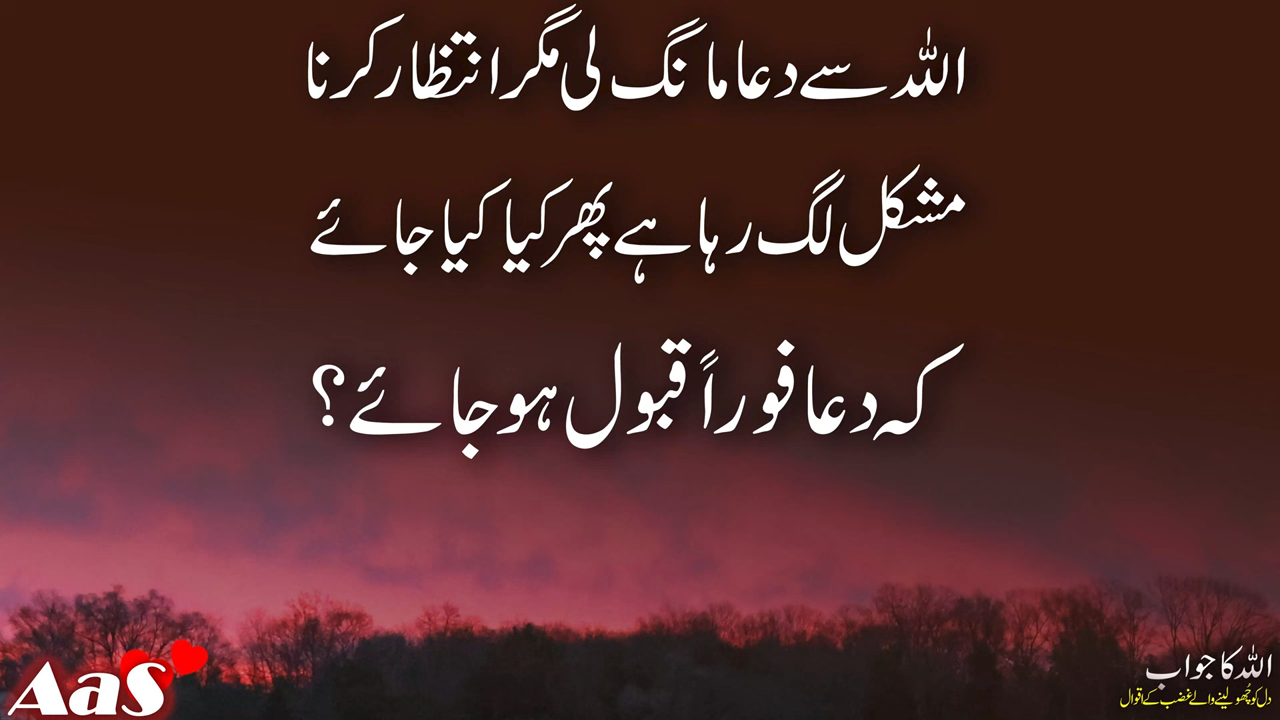 اللہ سے دعا مانگ لی مگر انتظار کرنا
مشکل لگ رہا ہے پھر کیا کیا جائے
کہ دعا فوراً قبول ہو جائے؟
AaS
اللہ کا جواب
دل کو چُھو لینے والے غضب کے اقوال